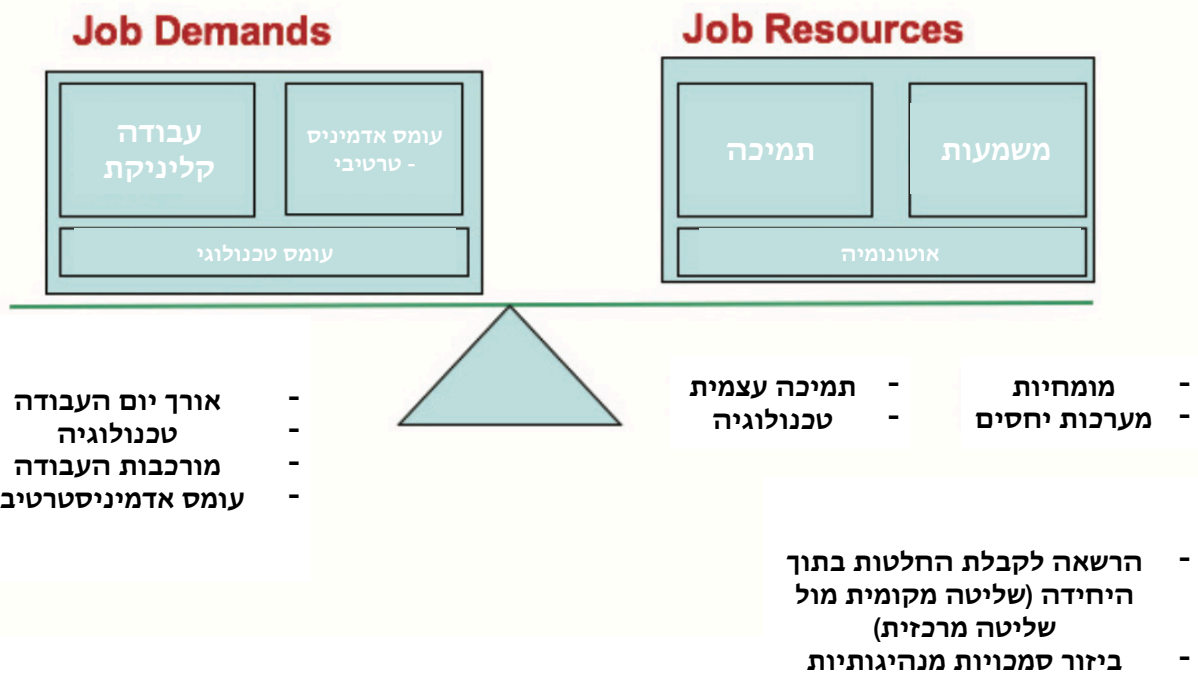 Job Demands
עבודה
קליניקת
עומס אדמיניס
- טרטיבי
עומס טכנולוגי
Job Resources
תמיכה
משמעות
אוטונומיה
- אורך יום העבודה
- טכנולוגיה
- מורכבות העבודה
- עומס אדמיניסטרטיב
- תמיכה עצמית
- טכנולוגיה
- מומחיות
- מערכות יחסים
- הרשאה לקבלת החלטות בתוך
היחידה (שליטה מקומית מול
שליטה מרכזית)
- ביזור סמכויות מנהיגותיות